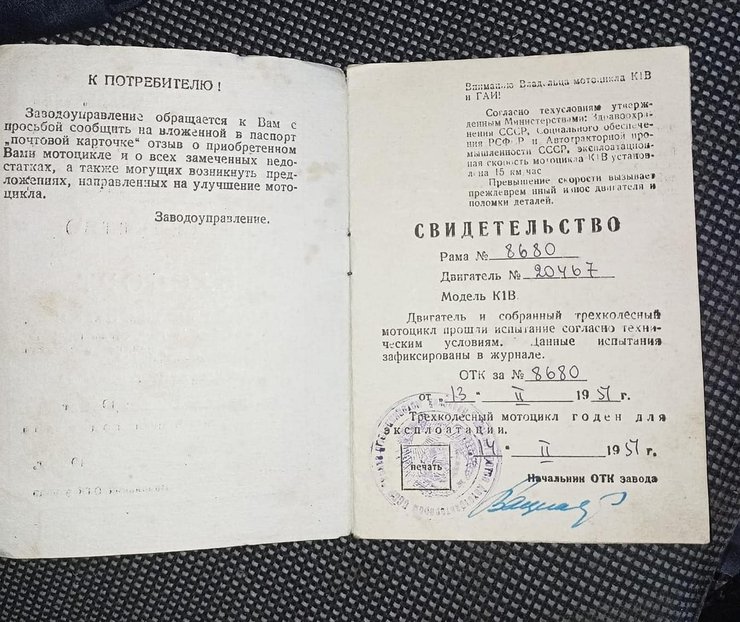 К ПОТРЕБИТЕЛЮ!
Заводоуправление обращается к Вам с
просьбой сообщить на вложенной в паспорт
„почтовой карточке" отзыв о приобретенном
Вами мотоцикле и о всех замеченных недо-
статках, а также могущих возникнуть пред-
ложениях, направленных на улучшение мото-
цикла.
Заводоуправление.
Вниманию Владельца мотоцикла К1В
и ГАИ!
Согласно техусловиям утверж-
денным Министерствами: Здравоохра-
нения СССР, Социального обеспече-
ния РСФСР и Автотракторной про-
мышленности СССР, эксплоатацион-
ная скорость мотоцикла К1В установ-
лена 15 км час
Превышение скорости вызывает
преждеврем нный износ двигателя и
поломки деталей.
СВИДЕТЕЛЬСТВО
Рама № 8680
Двигатель № 20467
Модель К1В
Двигатель и собранный трехколесный
мотоцикл прошли испытание согласно техни-
ческим условиям. Данные испытания
зафиксированы в журнале.
ОТК за № 8680
от „13" II 1951 г.
Трехколесный мотоцикл годен для
эксплоатации.
„14" II 1951 г.
печать
Начальник ОТК завода